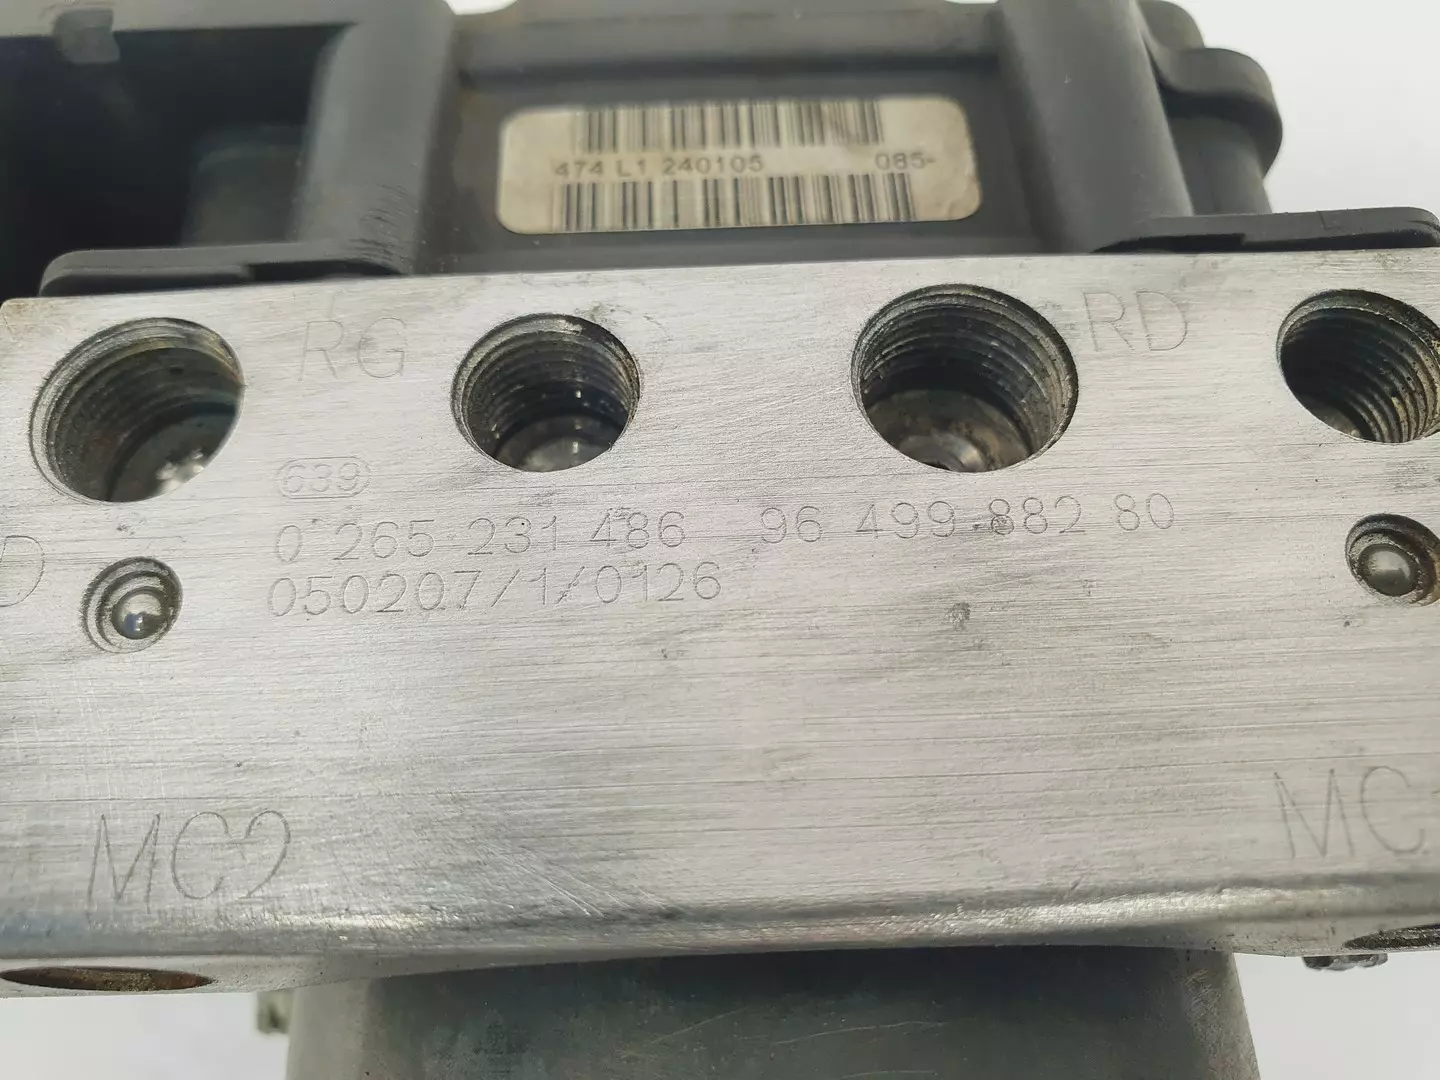 474 L1 240105 085-
RG RD
639
0 265 231 486 96 499 882 80
D
050207/1/0126
MC2 MC